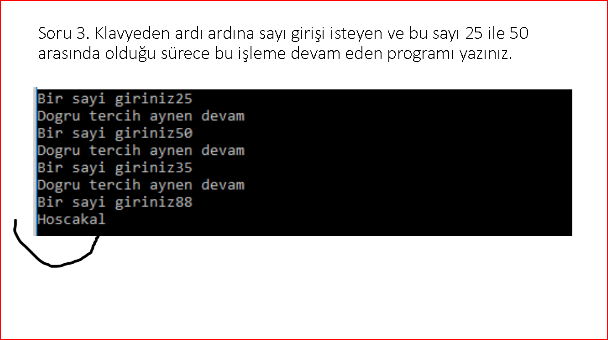 Soru 3. Klavyeden ardı ardına sayı girişi isteyen ve bu sayı 25 ile 50
arasında olduğu sürece bu işleme devam eden programı yazınız.
Bir sayi giriniz25
Dogru tercih aynen devam
Bir sayi giriniz50
Dogru tercih aynen devam
Bir sayi giriniz35
Dogru tercih aynen devam
Bir sayi giriniz88
Hoscakal